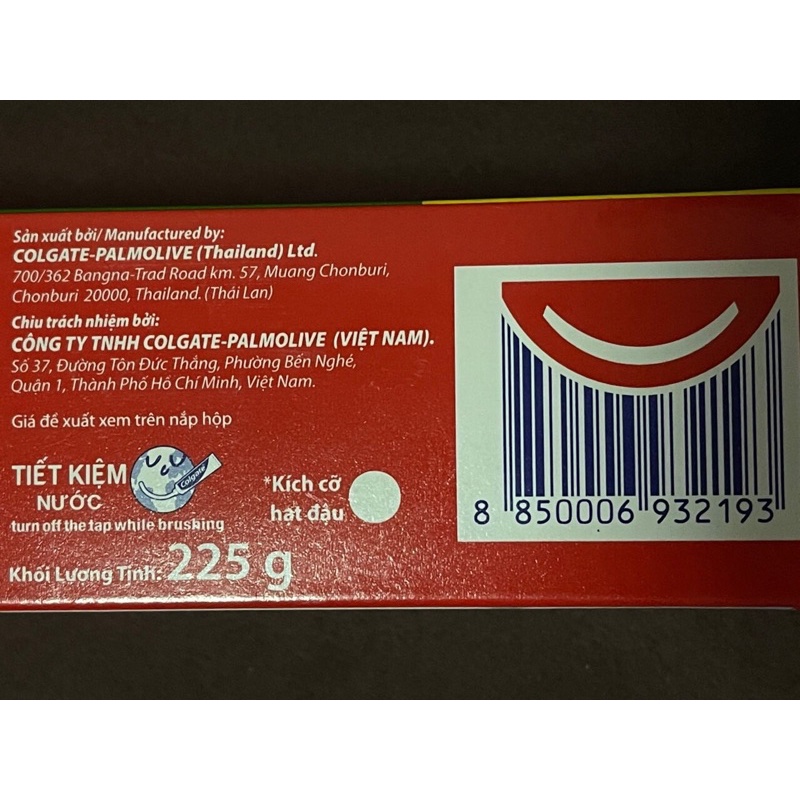 Sản xuất bởi/ Manufactured by:
COLGATE-PALMOLIVE (Thailand) Ltd.
700/362 Bangna-Trad Road km. 57, Muang Chonburi,
Chonburi 20000, Thailand. (Thái Lan)
Chịu trách nhiệm bởi:
CÔNG TY TNHH COLGATE-PALMOLIVE (VIỆT NAM).
Số 37, Đường Tôn Đức Thắng, Phường Bến Nghé,
Quận 1, Thành Phố Hồ Chí Minh, Việt Nam.
Giá đề xuất xem trên nắp hộp
TIẾT KIỆM
NƯỚC
Colgate
turn off the tap while brushing
*Kích cỡ
hạt đậu
Khối Lượng Tịnh: 225 g
8 850006 932193